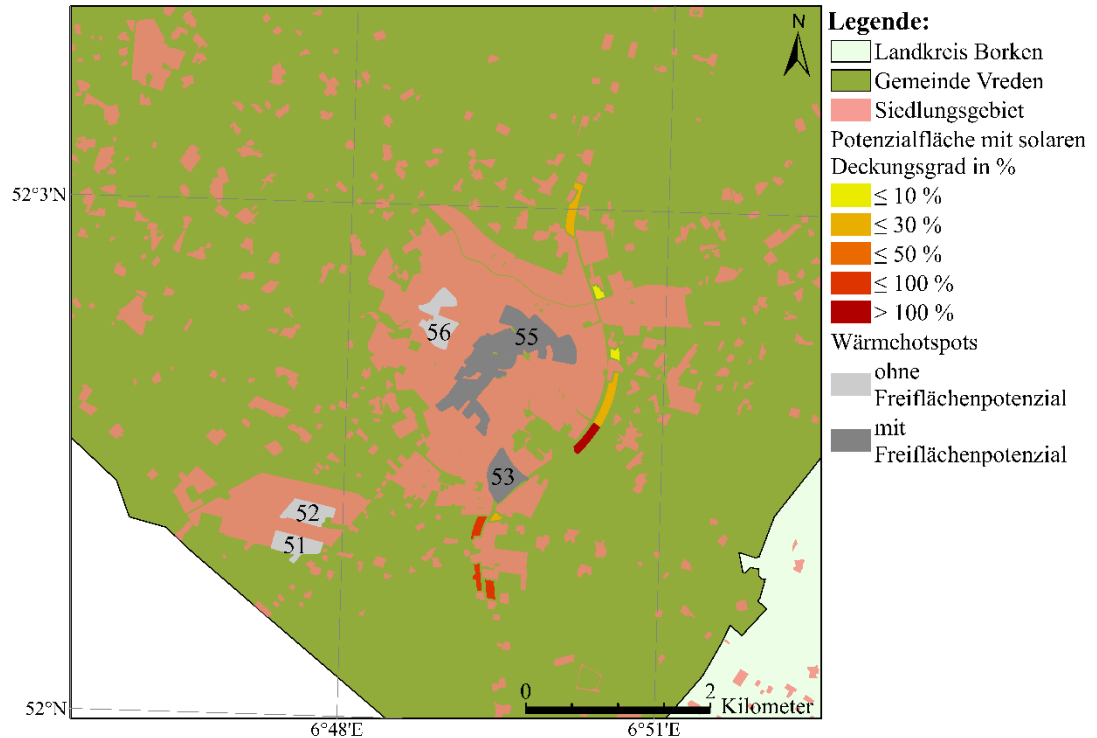 N
52°3'N
52°N
6°48'E
6°51'E
56
55
53
52
51
0
2
Kilometer
Legende:
Landkreis Borken
Gemeinde Vreden
Siedlungsgebiet
Potenzialfläche mit solaren
Deckungsgrad in %
≤ 10 %
≤ 30 %
≤ 50 %
≤ 100 %
> 100 %
Wärmehotspots
ohne
Freiflächenpotenzial
mit
Freiflächenpotenzial